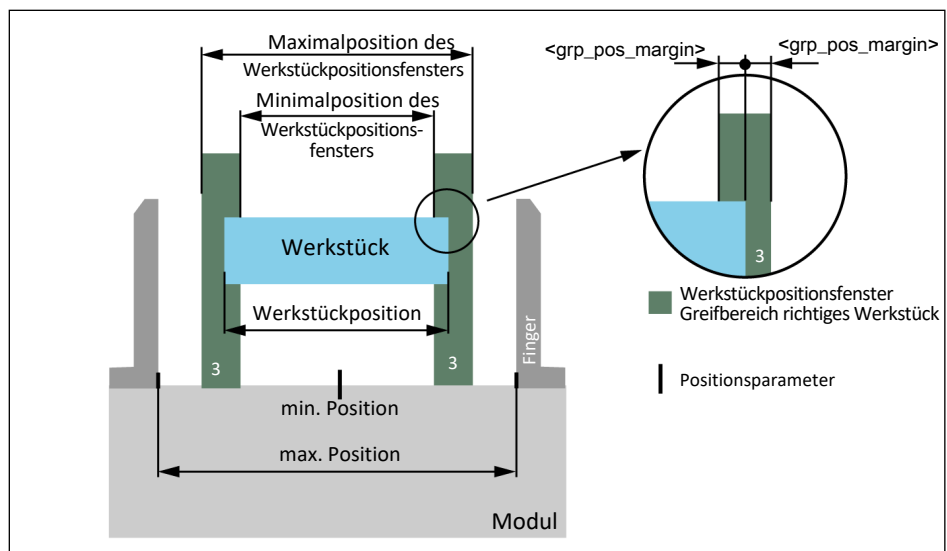 Maximalposition des
Werkstückpositionsfensters
Minimalposition des
Werkstückpositions-
fensters
Werkstück
Werkstückposition
3
3
Finger
min. Position
max. Position
Modul
<grp_pos_margin>
<grp_pos_margin>
3
Werkstückpositionsfenster
Greifbereich richtiges Werkstück
Positionsparameter